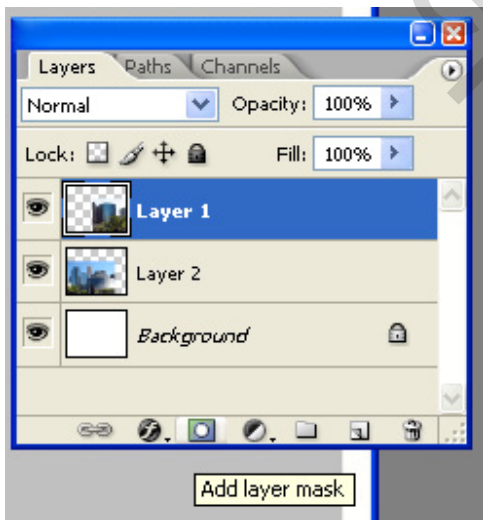 Layers Paths Channels
Normal Opacity: 100%
Lock: Fill: 100%
Layer 1
Layer 2
Background
Add layer mask